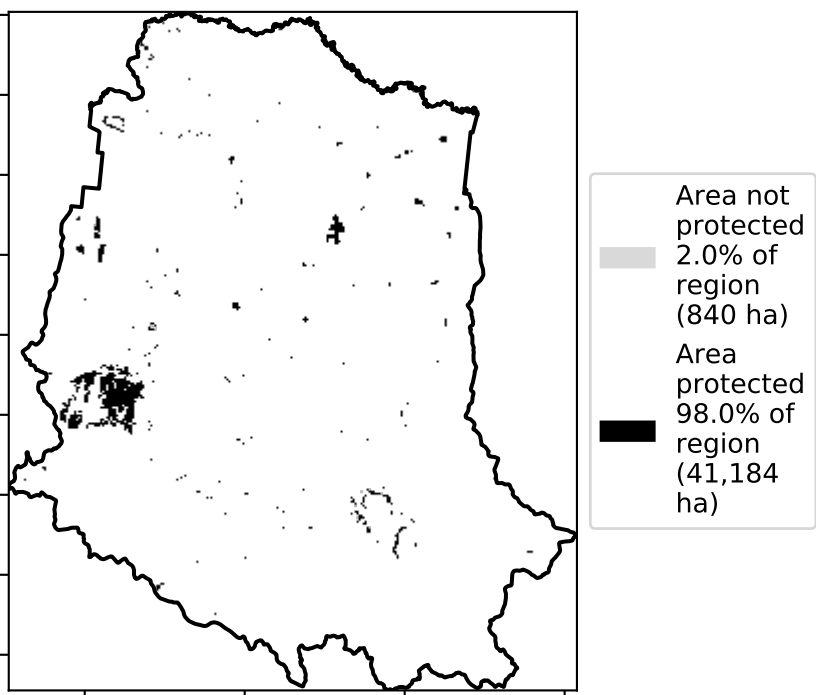 Area not
protected
2.0% of
region
(840 ha)
Area
protected
98.0% of
region
(41,184
ha)